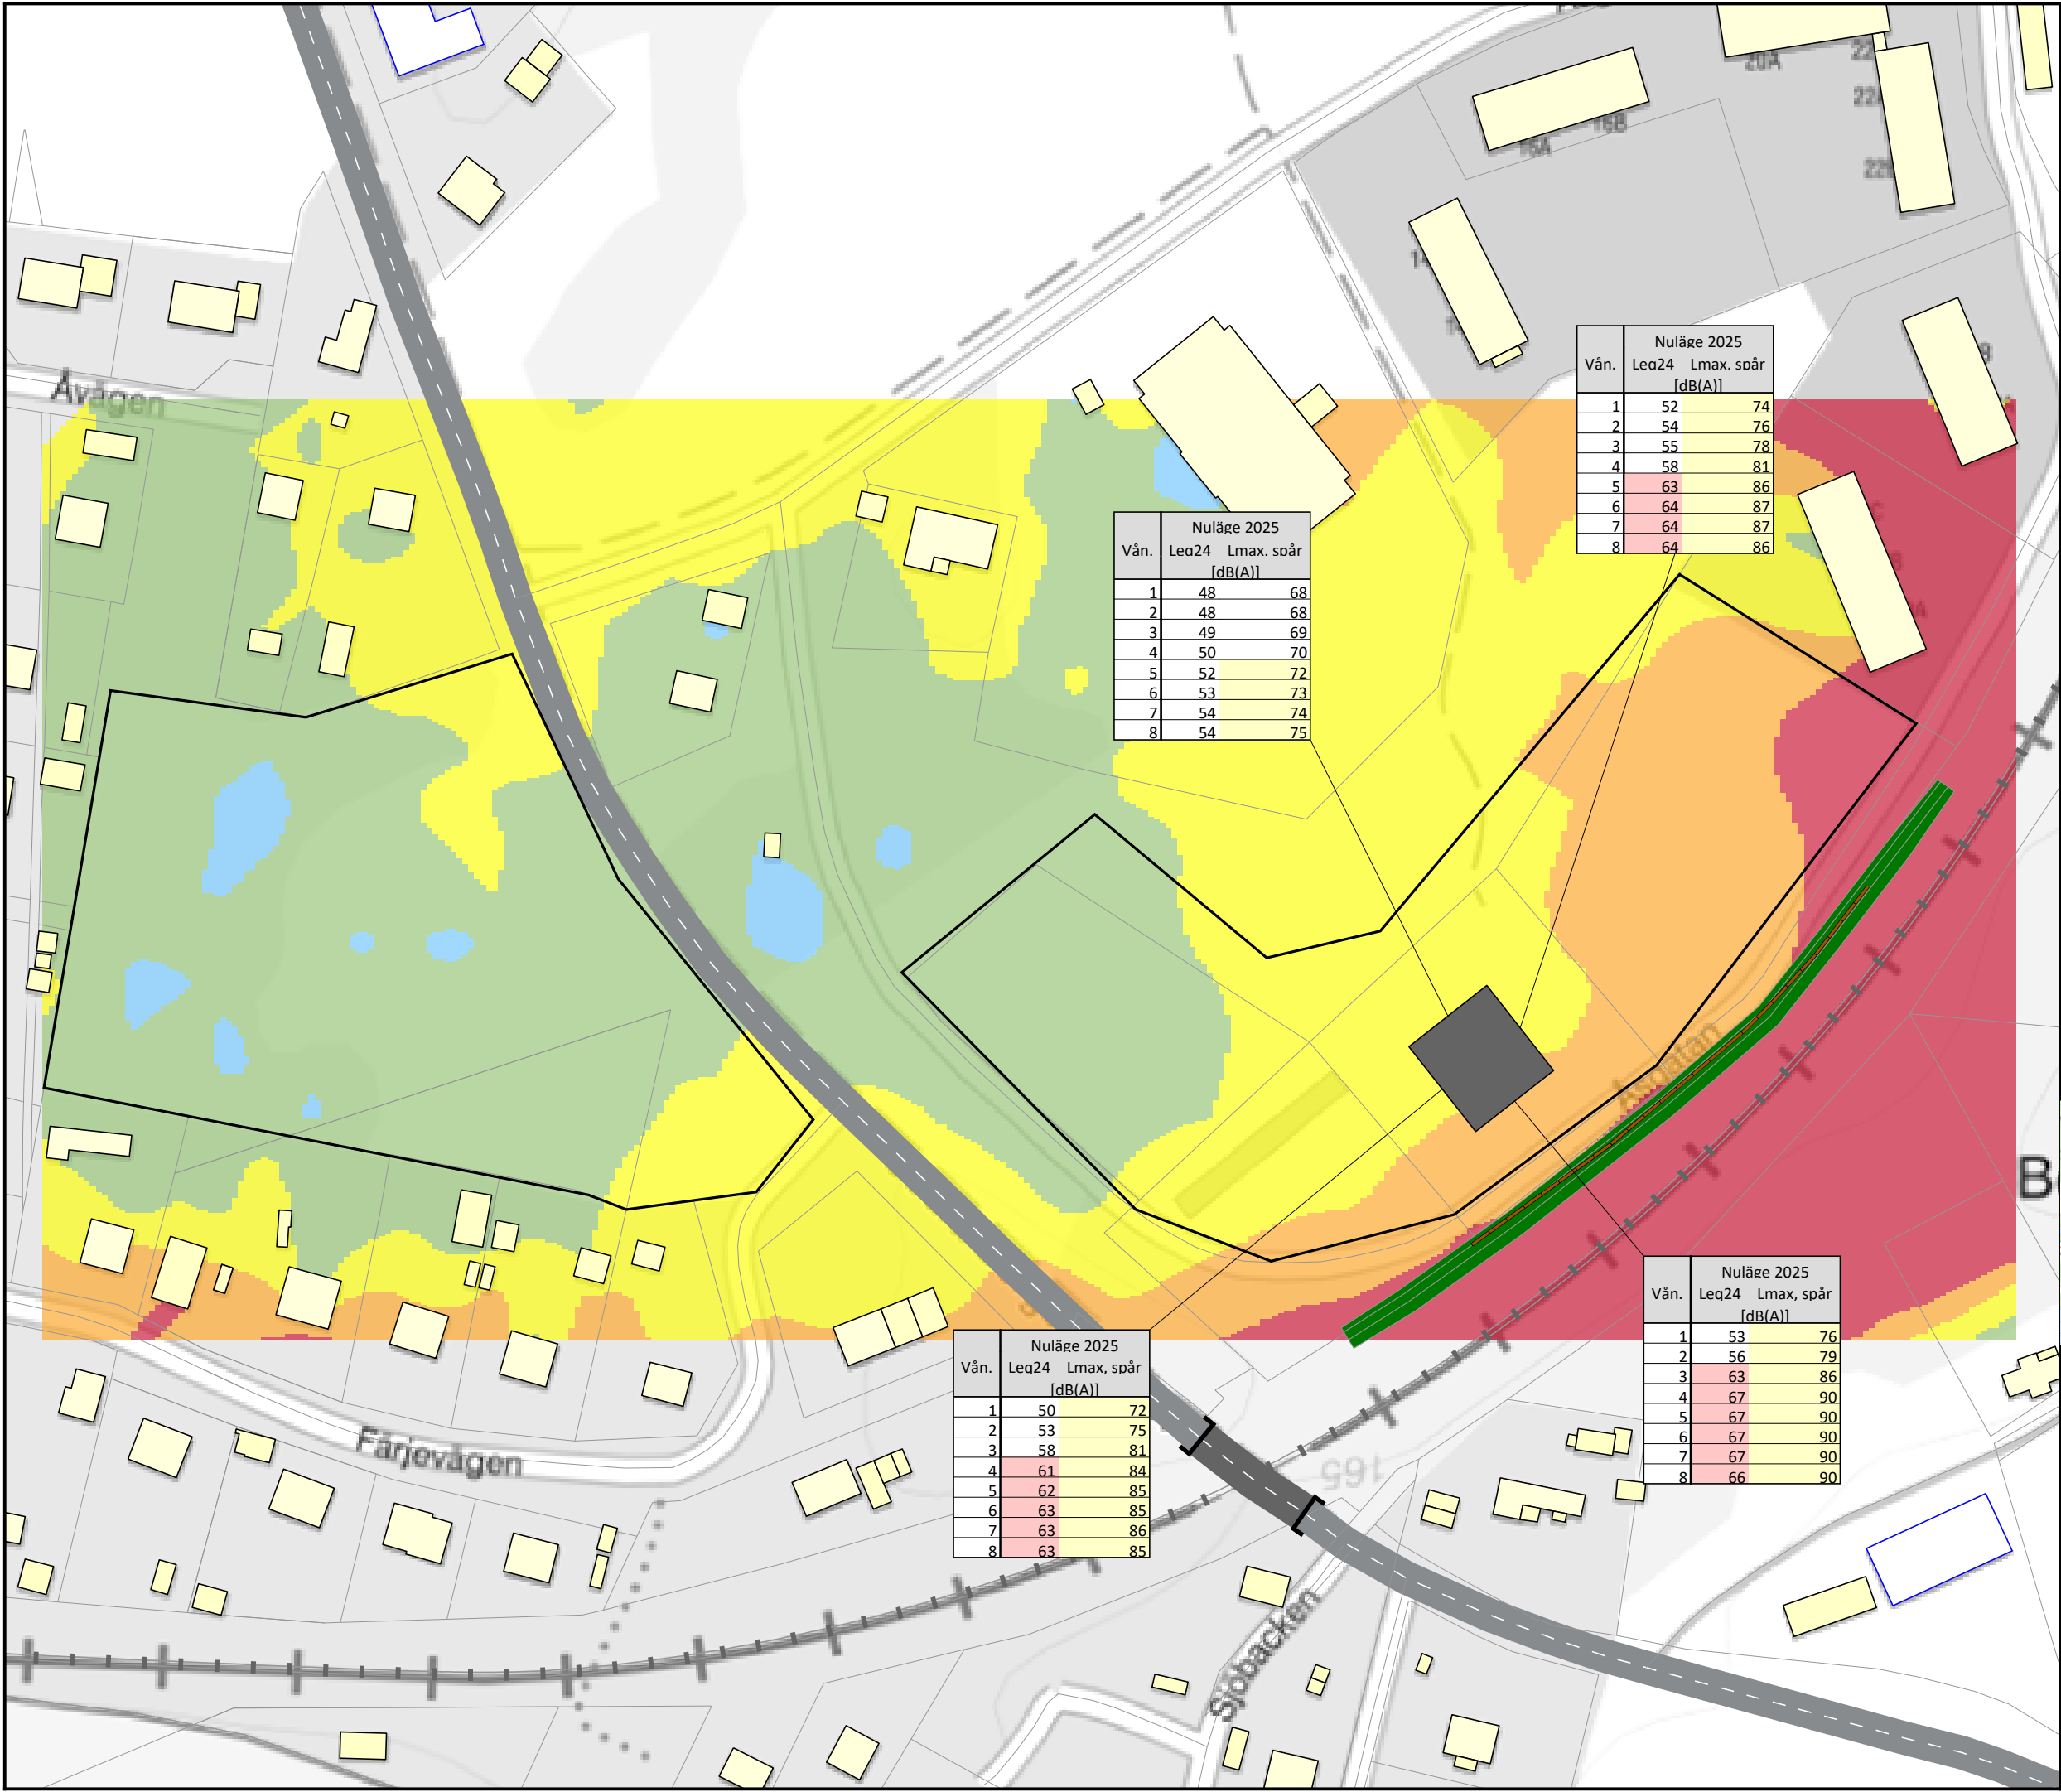 20A
16B
16A
Åvägen
Nuläge 2025
Vån. Leq24 Lmax, spår
[dB(A)]
1 52 74
2 54 76
3 55 78
4 58 81
5 63 86
6 64 87
7 64 87
8 64 86
Nuläge 2025
Vån. Leq24 Lmax, spår
[dB(A)]
1 48 68
2 48 68
3 49 69
4 50 70
5 52 72
6 53 73
7 54 74
8 54 75
Åsgatan
Nuläge 2025
Vån. Leq24 Lmax, spår
[dB(A)]
1 53 76
2 56 79
3 63 86
4 67 90
5 67 90
6 67 90
7 67 90
8 66 90
Nuläge 2025
Vån. Leq24 Lmax, spår
[dB(A)]
1 50 72
2 53 75
3 58 81
4 61 84
5 62 85
6 63 85
7 63 86
8 63 85
Färjevägen
165
Sjöbacken